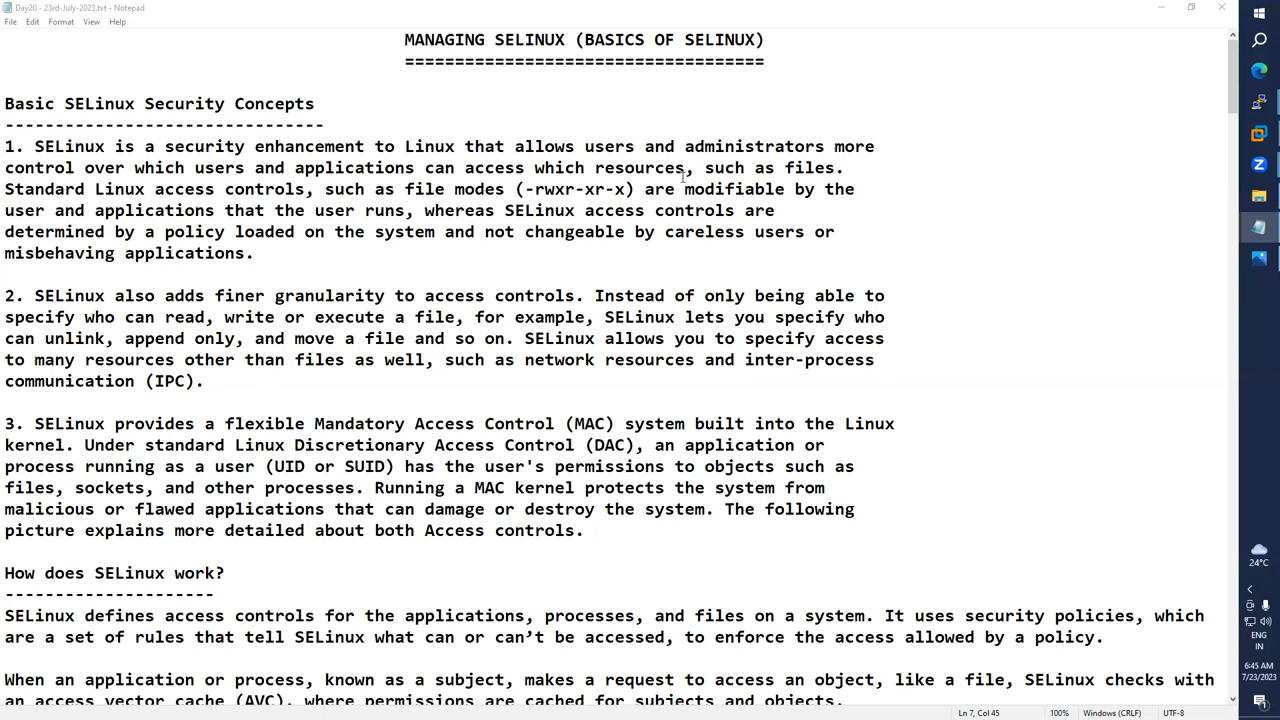 Day20 - 23rd-July-2023.txt - Notepad
File Edit Format View Help
MANAGING SELINUX (BASICS OF SELINUX)
====================================
Basic SELinux Security Concepts
--------------------------------
1. SELinux is a security enhancement to Linux that allows users and administrators more
control over which users and applications can access which resources, such as files.
Standard Linux access controls, such as file modes (-rwxr-xr-x) are modifiable by the
user and applications that the user runs, whereas SELinux access controls are
determined by a policy loaded on the system and not changeable by careless users or
misbehaving applications.
2. SELinux also adds finer granularity to access controls. Instead of only being able to
specify who can read, write or execute a file, for example, SELinux lets you specify who
can unlink, append only, and move a file and so on. SELinux allows you to specify access
to many resources other than files as well, such as network resources and inter-process
communication (IPC).
3. SELinux provides a flexible Mandatory Access Control (MAC) system built into the Linux
kernel. Under standard Linux Discretionary Access Control (DAC), an application or
process running as a user (UID or SUID) has the user's permissions to objects such as
files, sockets, and other processes. Running a MAC kernel protects the system from
malicious or flawed applications that can damage or destroy the system. The following
picture explains more detailed about both Access controls.
How does SELinux work?
---------------------
SELinux defines access controls for the applications, processes, and files on a system. It uses security policies, which
are a set of rules that tell SELinux what can or can’t be accessed, to enforce the access allowed by a policy.
When an application or process, known as a subject, makes a request to access an object, like a file, SELinux checks with
an access vector cache (AVC), where permissions are cached for subjects and objects.
Ln 7, Col 45 100% Windows (CRLF) UTF-8
24°C
ENG
IN
6:45 AM
7/23/2023
1